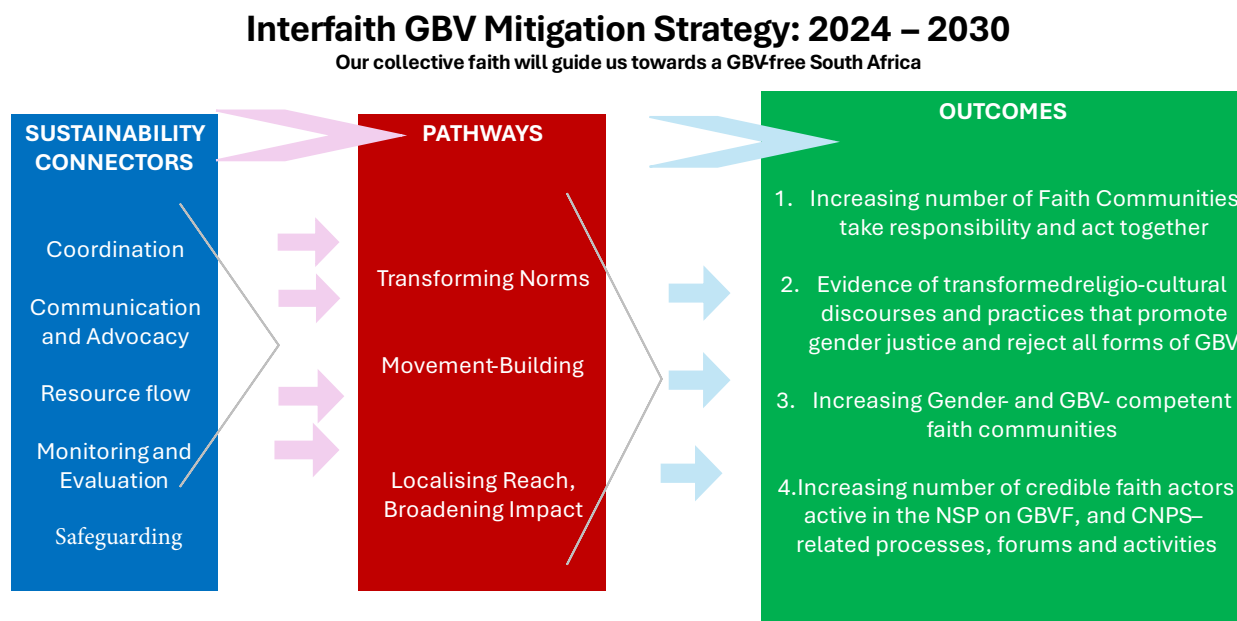 Interfaith GBV Mitigation Strategy: 2024 – 2030
Our collective faith will guide us towards a GBV-free South Africa
SUSTAINABILITY
CONNECTORS
Coordination
Communication
and Advocacy
Resource flow
Monitoring and
Evaluation
Safeguarding
PATHWAYS
Transforming Norms
Movement-Building
Localising Reach,
Broadening Impact
OUTCOMES
1. Increasing number of Faith Communities
take responsibility and act together
2. Evidence of transformed religio-cultural
discourses and practices that promote
gender justice and reject all forms of GBV
3. Increasing Gender- and GBV- competent
faith communities
4.Increasing number of credible faith actors
active in the NSP on GBVF, and CNPS–
related processes, forums and activities